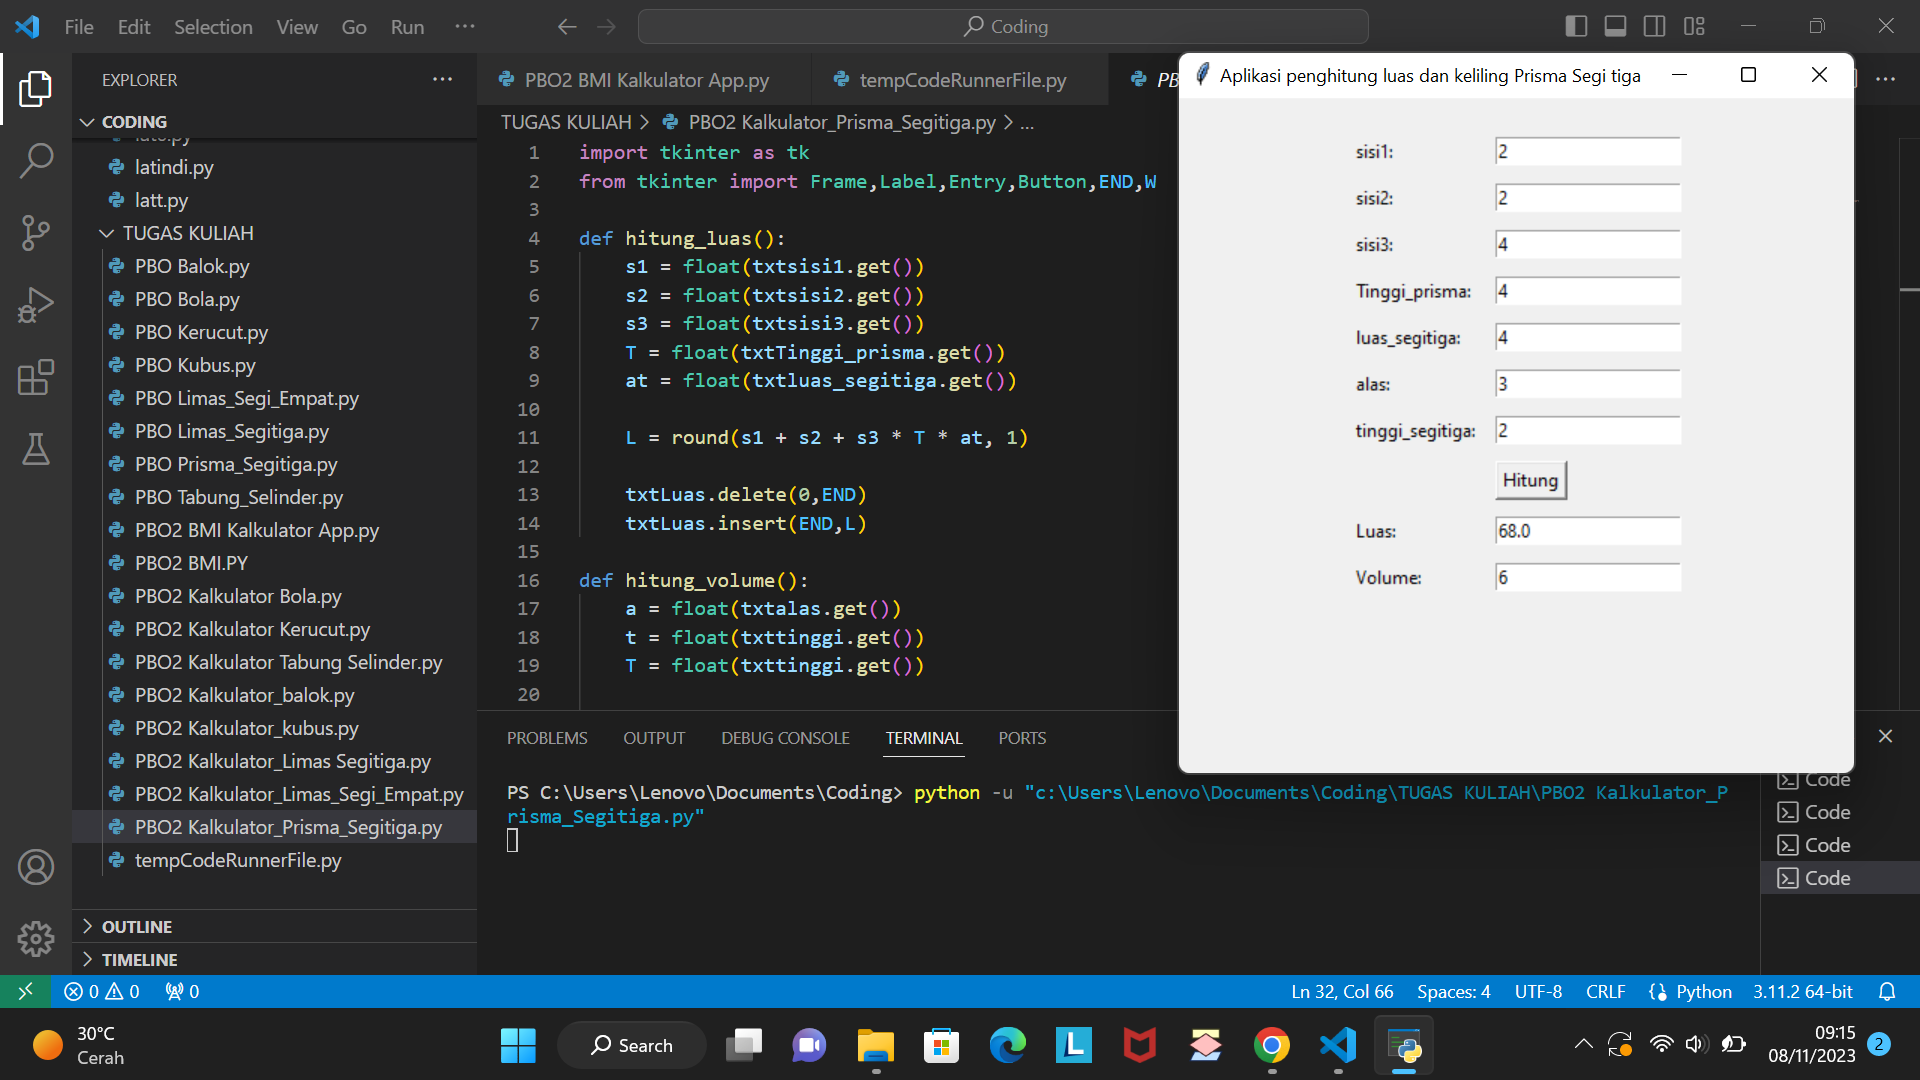 File Edit Selection View Go Run ···
Coding
EXPLORER
CODING
latindi.py
latt.py
TUGAS KULIAH
PBO Balok.py
PBO Bola.py
PBO Kerucut.py
PBO Kubus.py
PBO Limas_Segi_Empat.py
PBO Limas_Segitiga.py
PBO Prisma_Segitiga.py
PBO Tabung_Selinder.py
PBO2 BMI Kalkulator App.py
PBO2 BMI.PY
PBO2 Kalkulator Bola.py
PBO2 Kalkulator Kerucut.py
PBO2 Kalkulator Tabung Selinder.py
PBO2 Kalkulator_balok.py
PBO2 Kalkulator_kubus.py
PBO2 Kalkulator_Limas Segitiga.py
PBO2 Kalkulator_Limas_Segi_Empat.py
PBO2 Kalkulator_Prisma_Segitiga.py
tempCodeRunnerFile.py
OUTLINE
TIMELINE
PBO2 BMI Kalkulator App.py
tempCodeRunnerFile.py
PB
TUGAS KULIAH > PBO2 Kalkulator_Prisma_Segitiga.py > ...
1 import tkinter as tk
2 from tkinter import Frame,Label,Entry,Button,END,W
3
4 def hitung_luas():
5 s1 = float(txtsisi1.get())
6 s2 = float(txtsisi2.get())
7 s3 = float(txtsisi3.get())
8 T = float(txtTinggi_prisma.get())
9 at = float(txtluas_segitiga.get())
10
11 L = round(s1 + s2 + s3 * T * at, 1)
12
13 txtLuas.delete(0,END)
14 txtLuas.insert(END,L)
15
16 def hitung_volume():
17 a = float(txtalas.get())
18 t = float(txttinggi.get())
19 T = float(txttinggi.get())
20
PROBLEMS OUTPUT DEBUG CONSOLE TERMINAL PORTS
PS C:\Users\Lenovo\Documents\Coding> python -u "c:\Users\Lenovo\Documents\Coding\TUGAS KULIAH\PBO2 Kalkulator_P
risma_Segitiga.py"
Code
Code
Code
Code
Aplikasi penghitung luas dan keliling Prisma Segi tiga
sisi1: 2
sisi2: 2
sisi3: 4
Tinggi_prisma: 4
luas_segitiga: 4
alas: 3
tinggi_segitiga: 2
Hitung
Luas: 68.0
Volume: 6
0 0 0
Ln 32, Col 66 Spaces: 4 UTF-8 CRLF Python 3.11.2 64-bit
30°C
Cerah
Search
09:15
08/11/2023
2